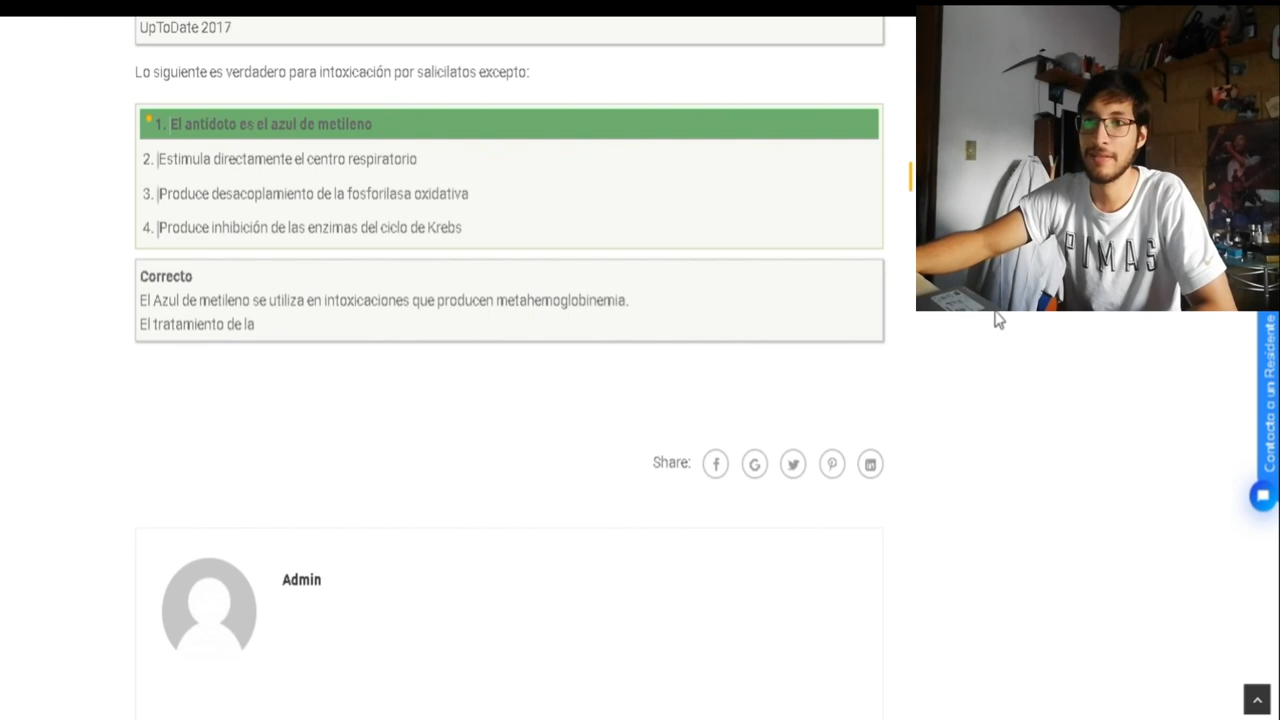 UpToDate 2017
Lo siguiente es verdadero para intoxicación por salicilatos excepto:
1. El antídoto es el azul de metileno
2. Estimula directamente el centro respiratorio
3. Produce desacoplamiento de la fosforilasa oxidativa
4. Produce inhibición de las enzimas del ciclo de Krebs
Correcto
El Azul de metileno se utiliza en intoxicaciones que producen metahemoglobinemia.
El tratamiento de la
Share:
Admin
PUMAS
Contacta a un Residente